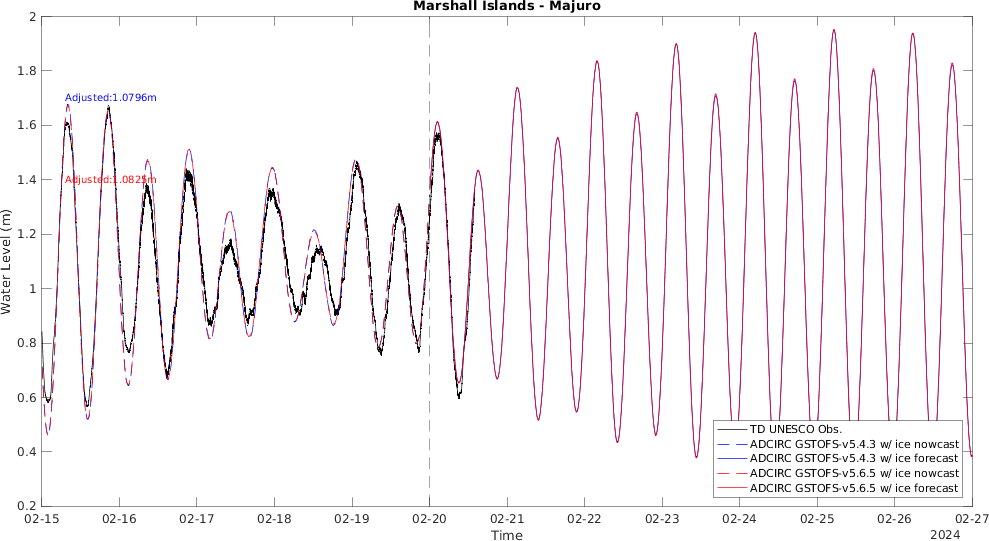 Marshall Islands - Majuro
2
1.8
1.6
1.4
1.2
1
0.8
0.6
0.4
0.2
Water Level (m)
Adjusted:1.0796m
Adjusted:1.0825m
TD UNESCO Obs.
ADCIRC GSTOFS-v5.4.3 w/ ice nowcast
ADCIRC GSTOFS-v5.4.3 w/ ice forecast
ADCIRC GSTOFS-v5.6.5 w/ ice nowcast
ADCIRC GSTOFS-v5.6.5 w/ ice forecast
02-15 02-16 02-17 02-18 02-19 02-20 02-21 02-22 02-23 02-24 02-25 02-26 02-27
Time
2024